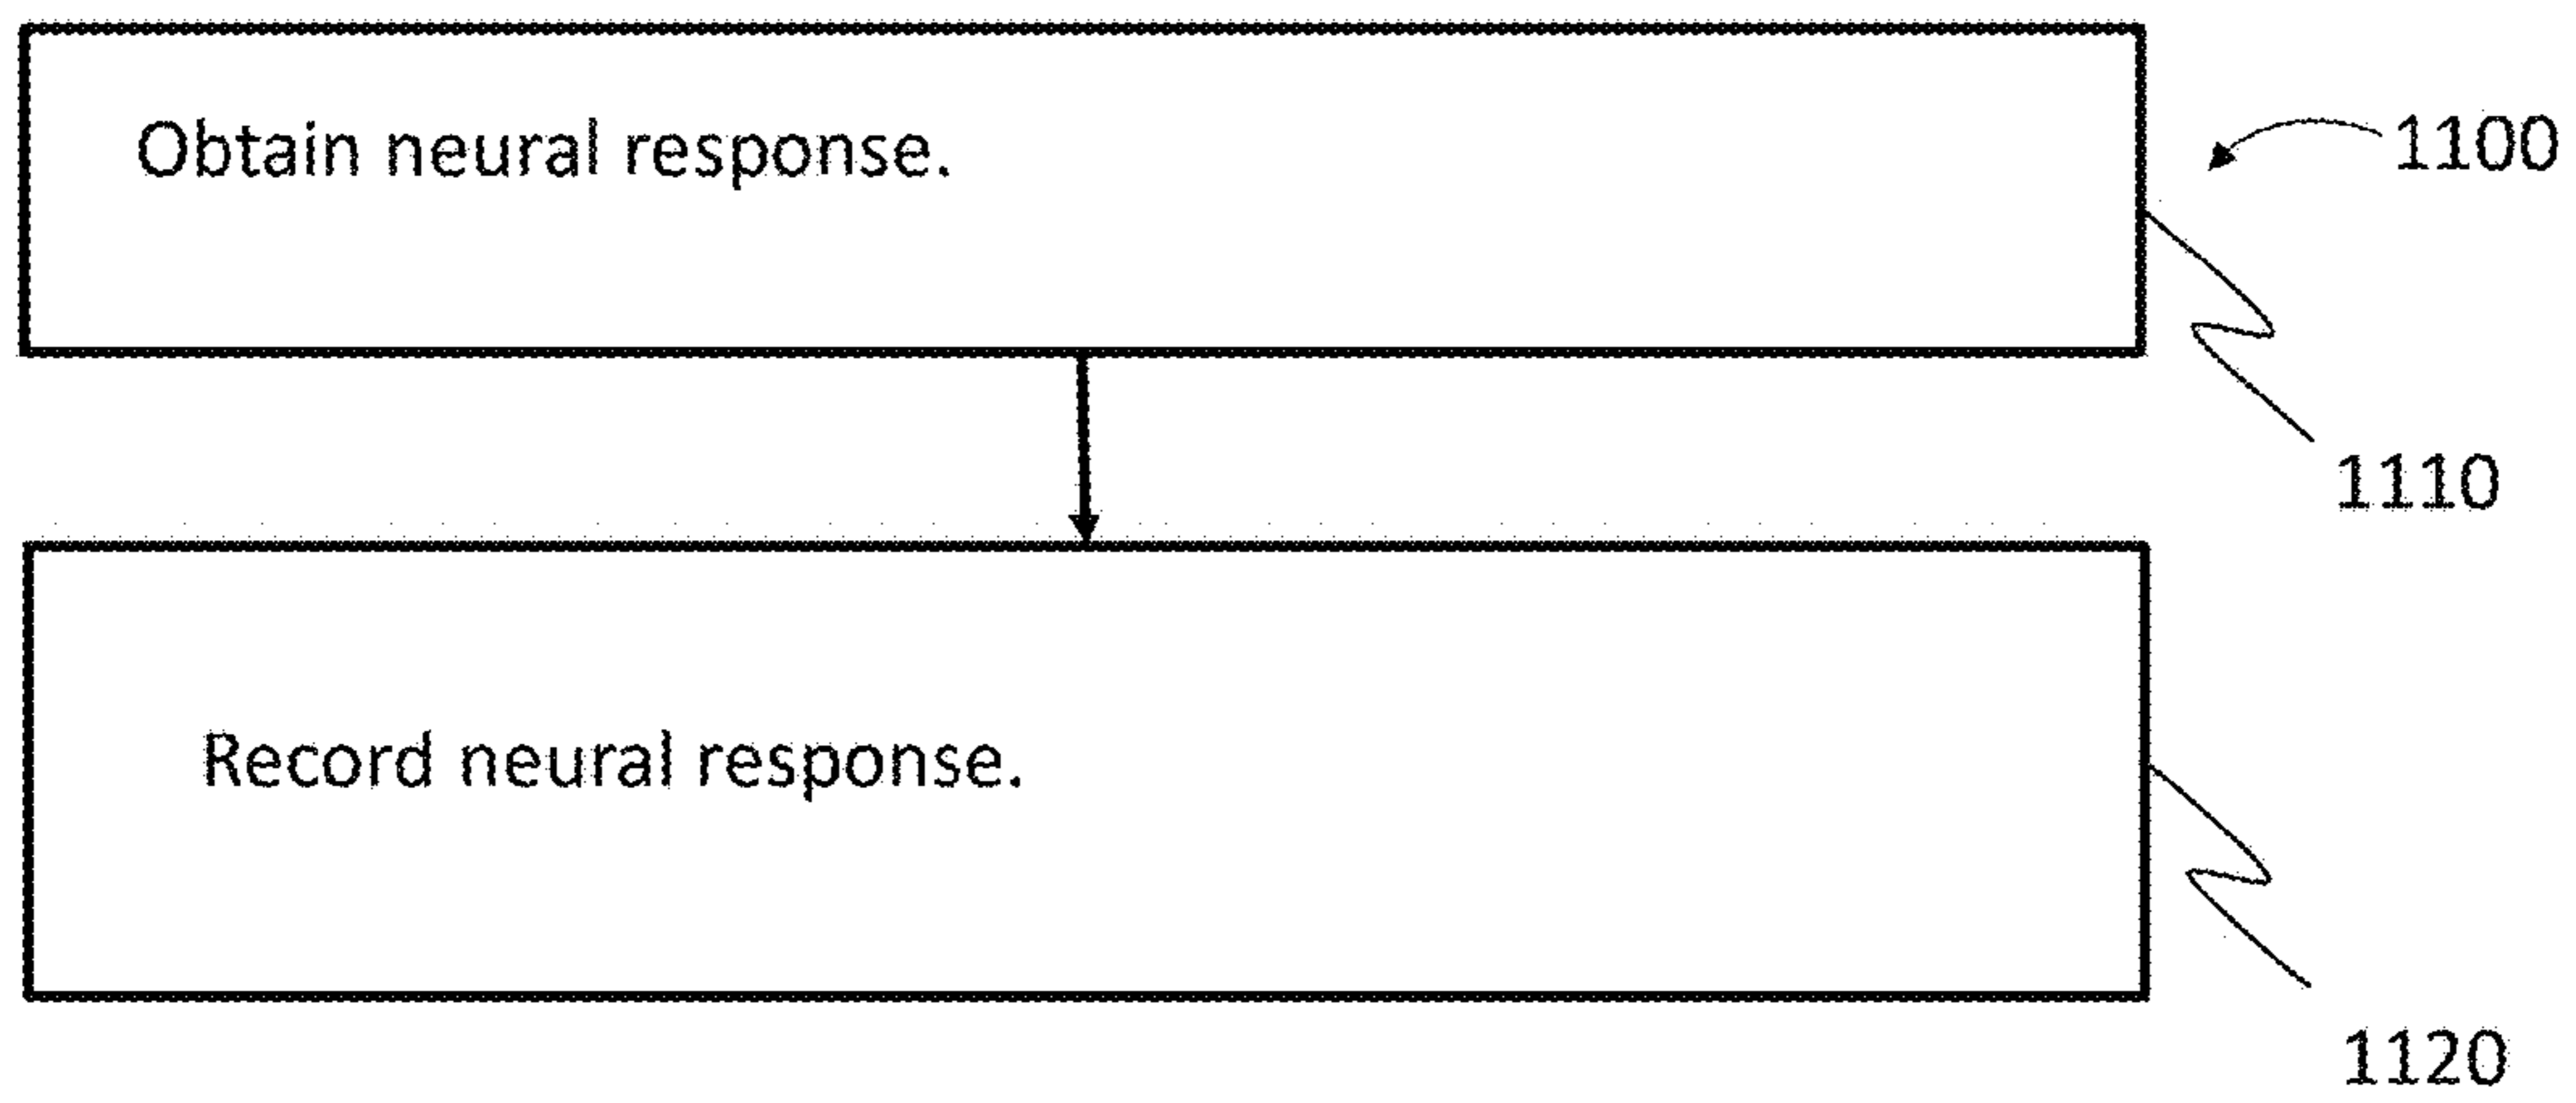 Obtain neural response.
1100
1110
Record neural response.
1120